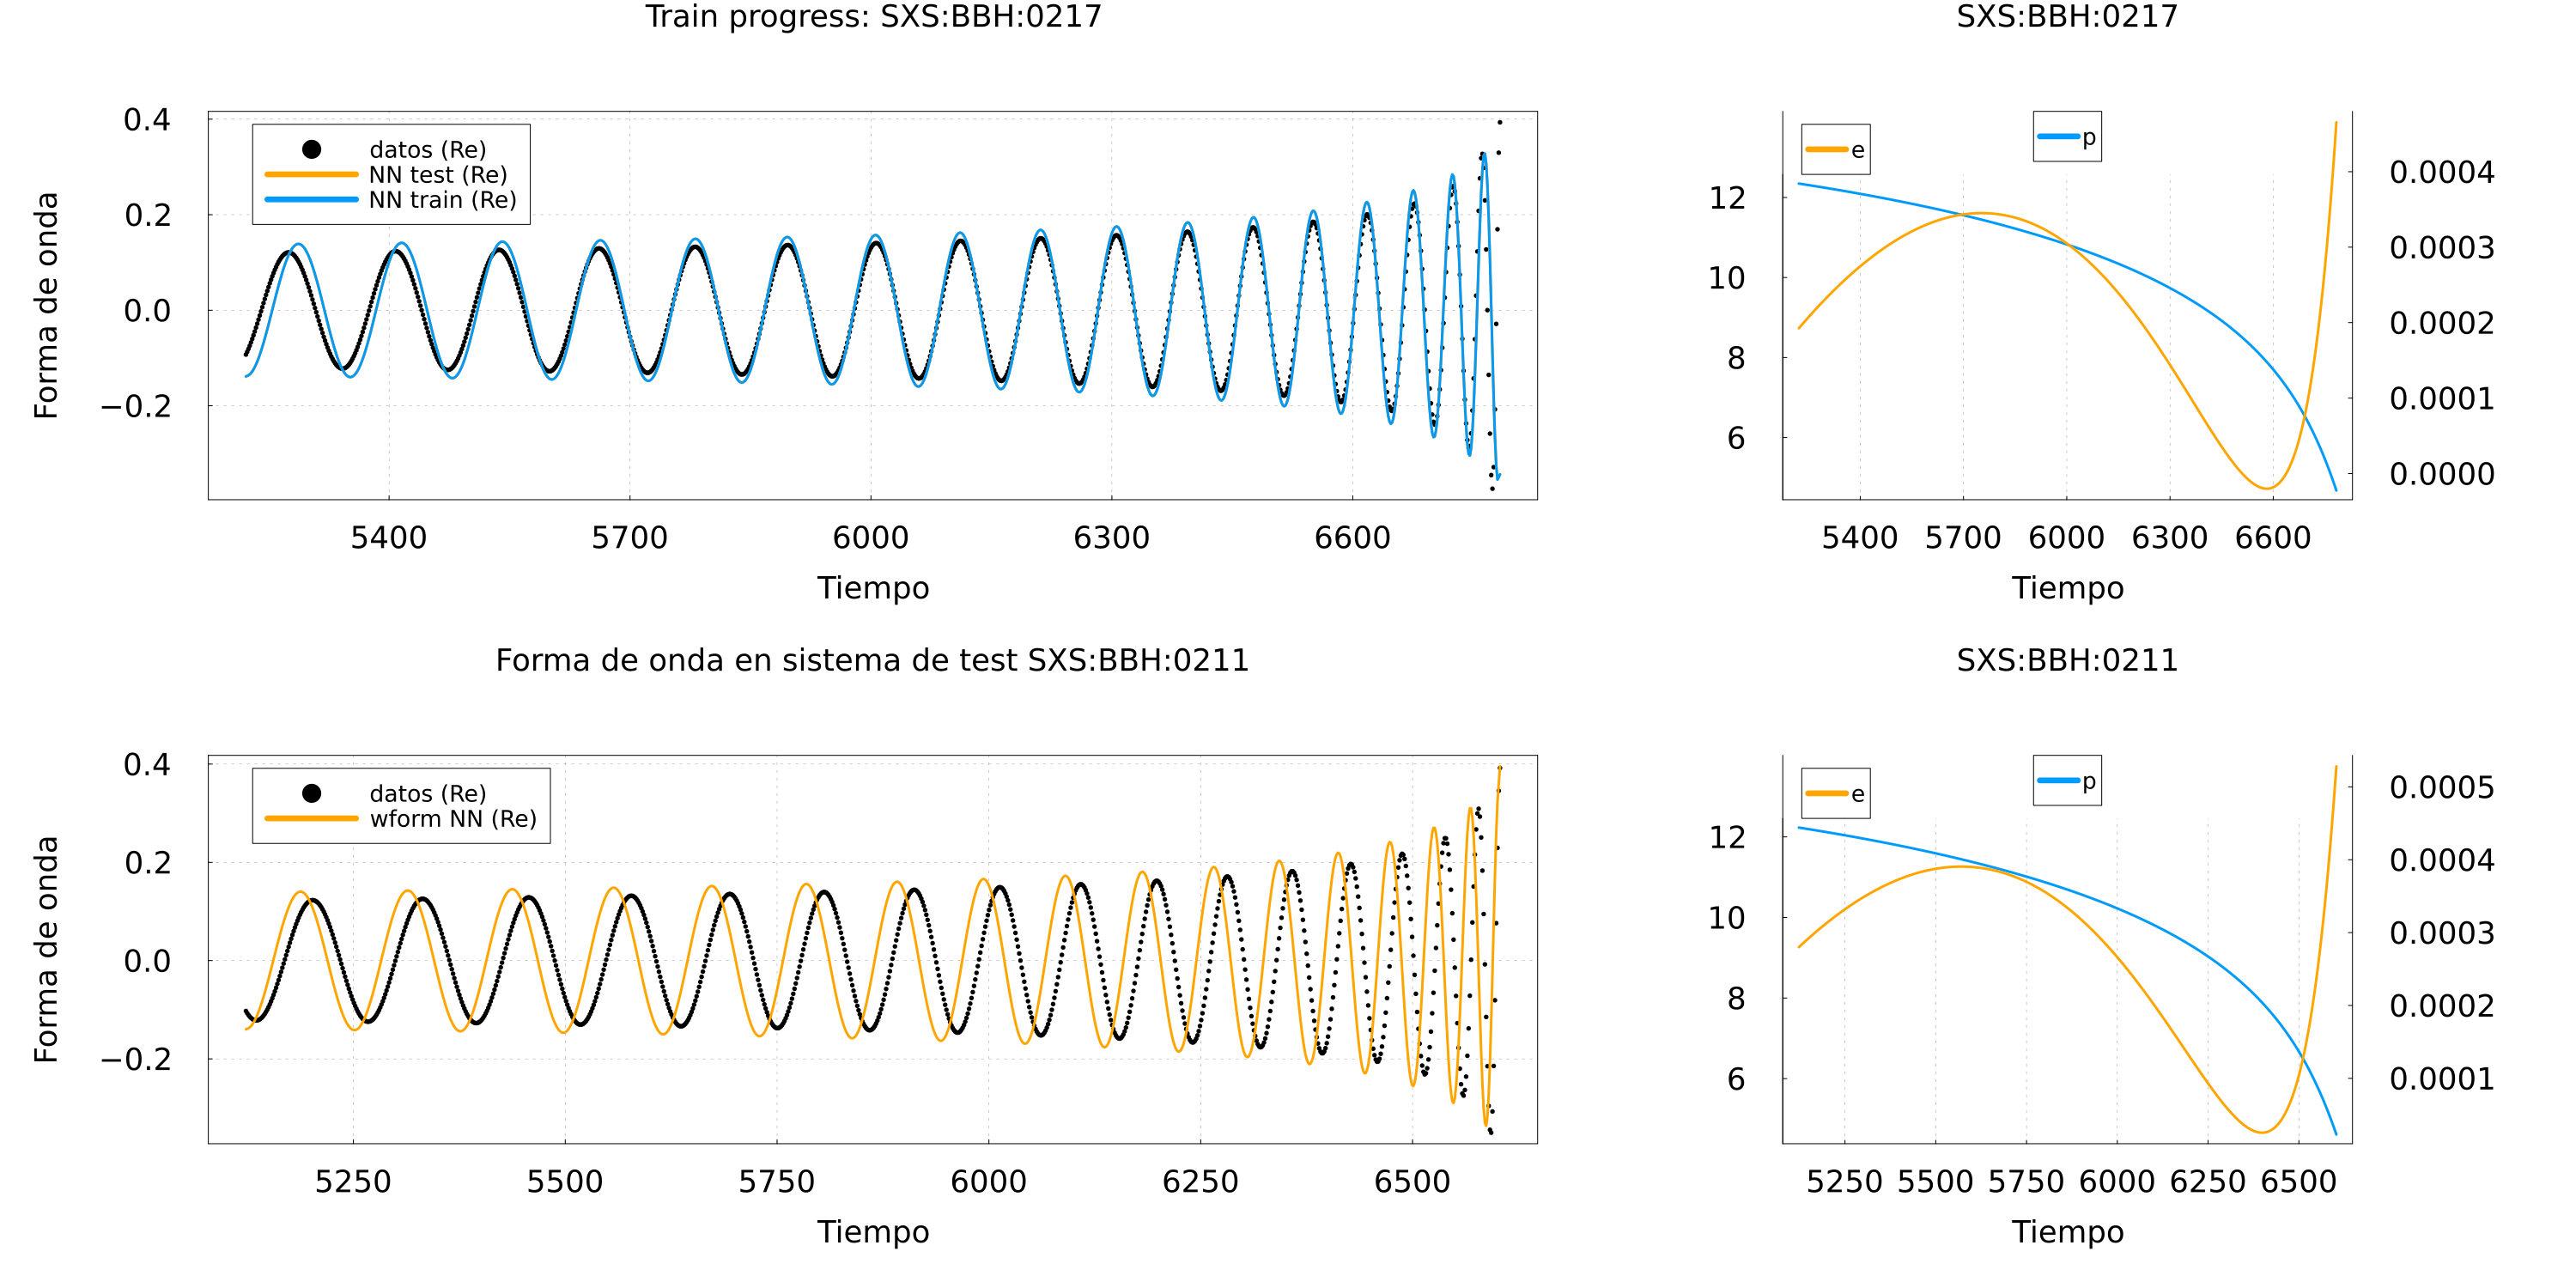 Train progress: SXS:BBH:0217
Forma de onda
0.4
0.2
0.0
−0.2
datos (Re)
NN test (Re)
NN train (Re)
5400 5700 6000 6300 6600
Tiempo
SXS:BBH:0217
12
10
8
6
e
p
0.0004
0.0003
0.0002
0.0001
0.0000
5400 5700 6000 6300 6600
Tiempo
Forma de onda en sistema de test SXS:BBH:0211
Forma de onda
0.4
0.2
0.0
−0.2
datos (Re)
wform NN (Re)
5250 5500 5750 6000 6250 6500
Tiempo
SXS:BBH:0211
12
10
8
6
e
p
0.0005
0.0004
0.0003
0.0002
0.0001
5250 5500 5750 6000 6250 6500
Tiempo